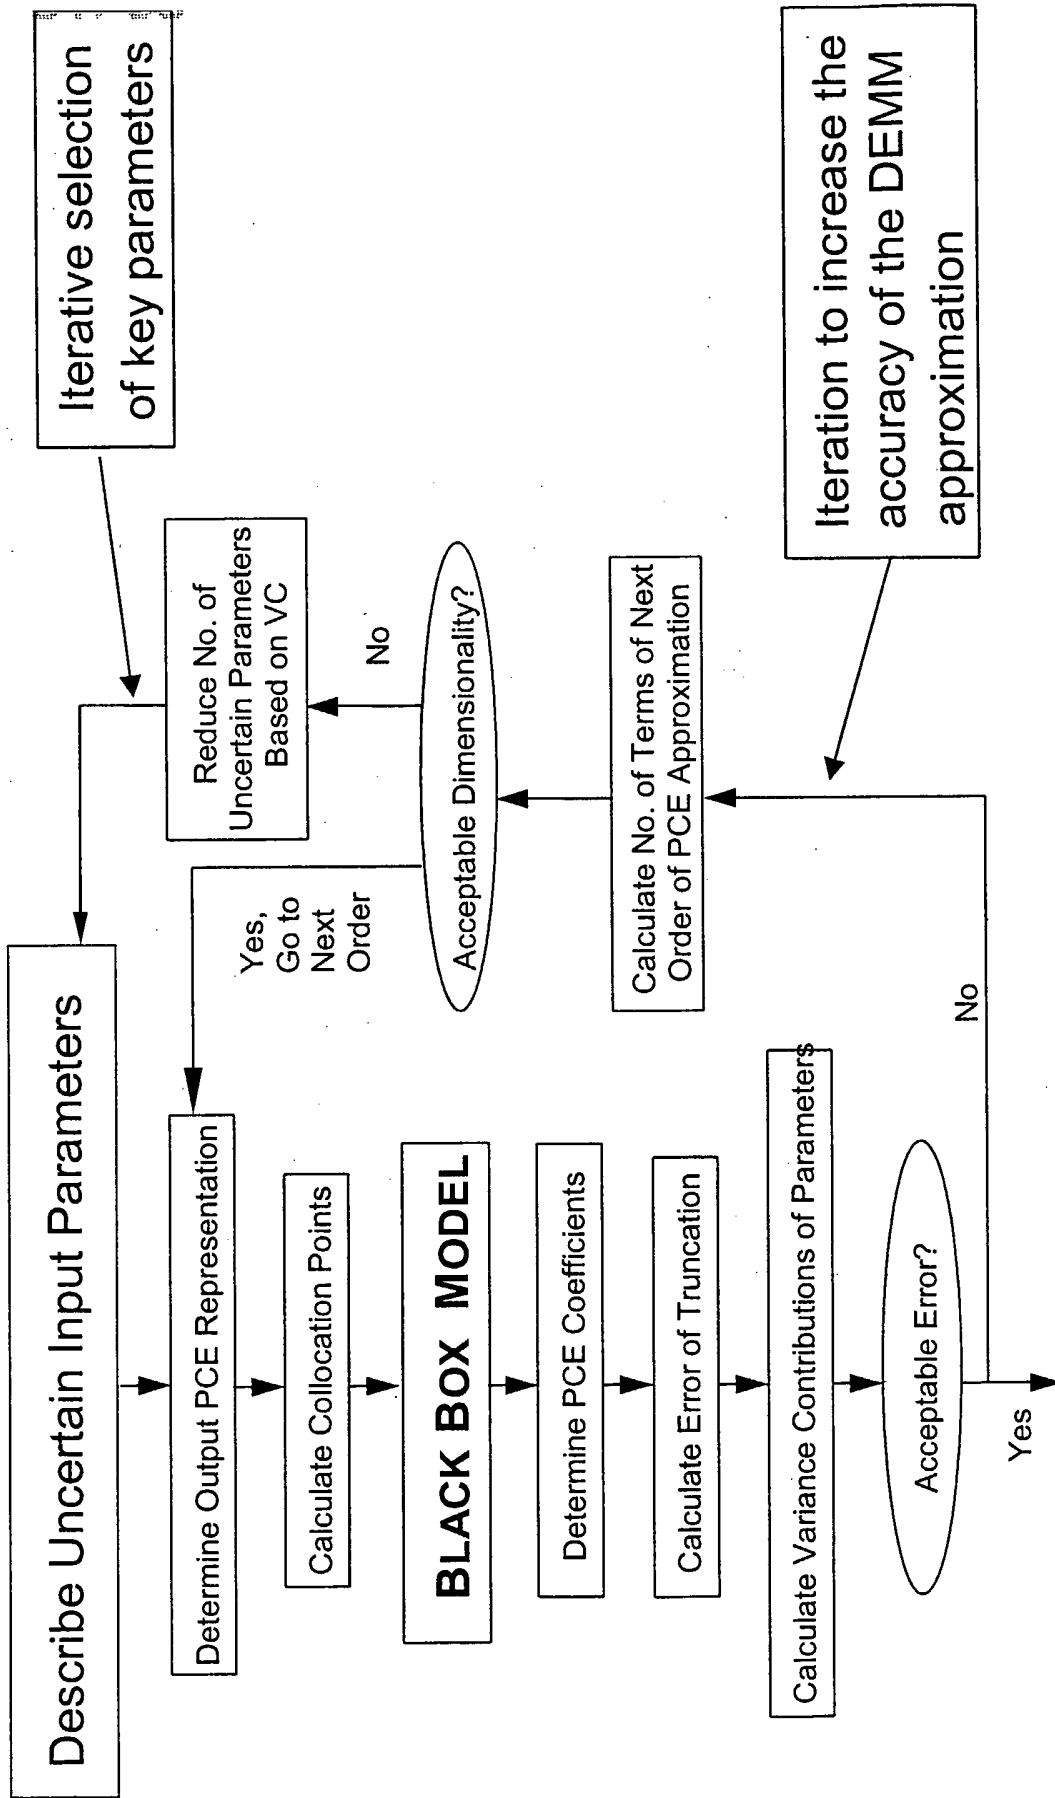 Describe Uncertain Input Parameters
Determine Output PCE Representation
Calculate Collocation Points
BLACK BOX MODEL
Determine PCE Coefficients
Calculate Error of Truncation
Calculate Variance Contributions of Parameters
Acceptable Error?
Yes
No
Calculate No. of Terms of Next
Order of PCE Approximation
Acceptable Dimensionality?
Yes,
Go to
Next
Order
No
Reduce No. of
Uncertain Parameters
Based on VC
Iterative selection
of key parameters
Iteration to increase the
accuracy of the DEMM
approximation